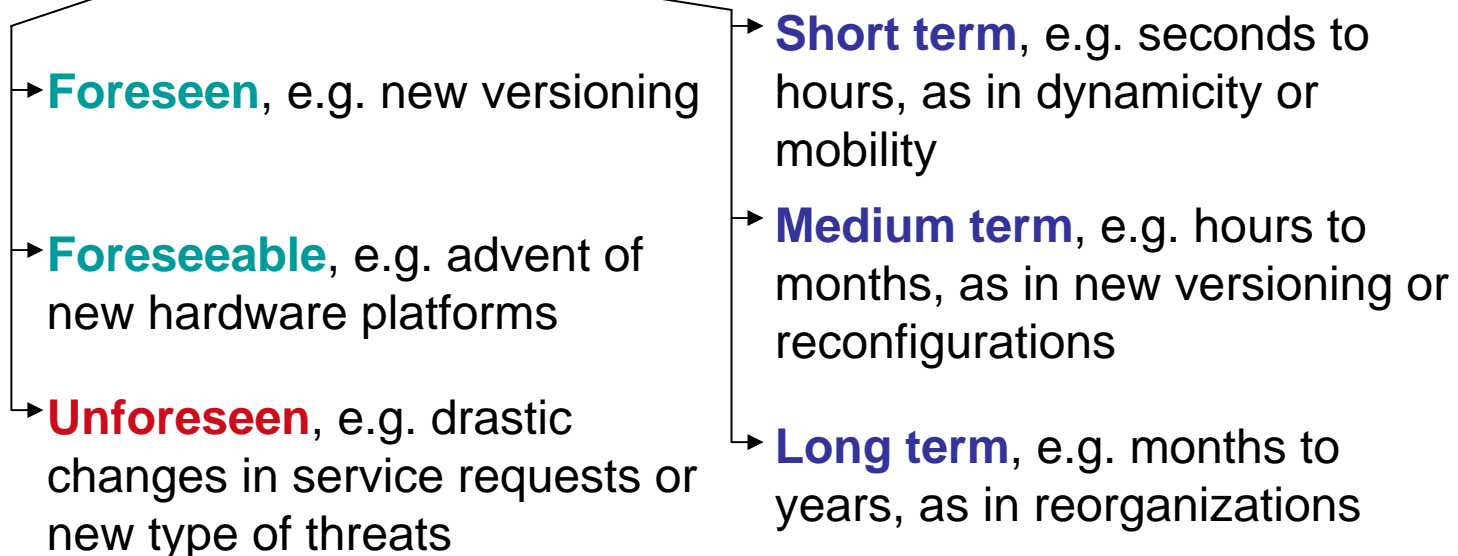 Foreseen, e.g. new versioning
Foreseeable, e.g. advent of
new hardware platforms
Unforeseen, e.g. drastic
changes in service requests or
new type of threats
Short term, e.g. seconds to
hours, as in dynamicity or
mobility
Medium term, e.g. hours to
months, as in new versioning or
reconfigurations
Long term, e.g. months to
years, as in reorganizations